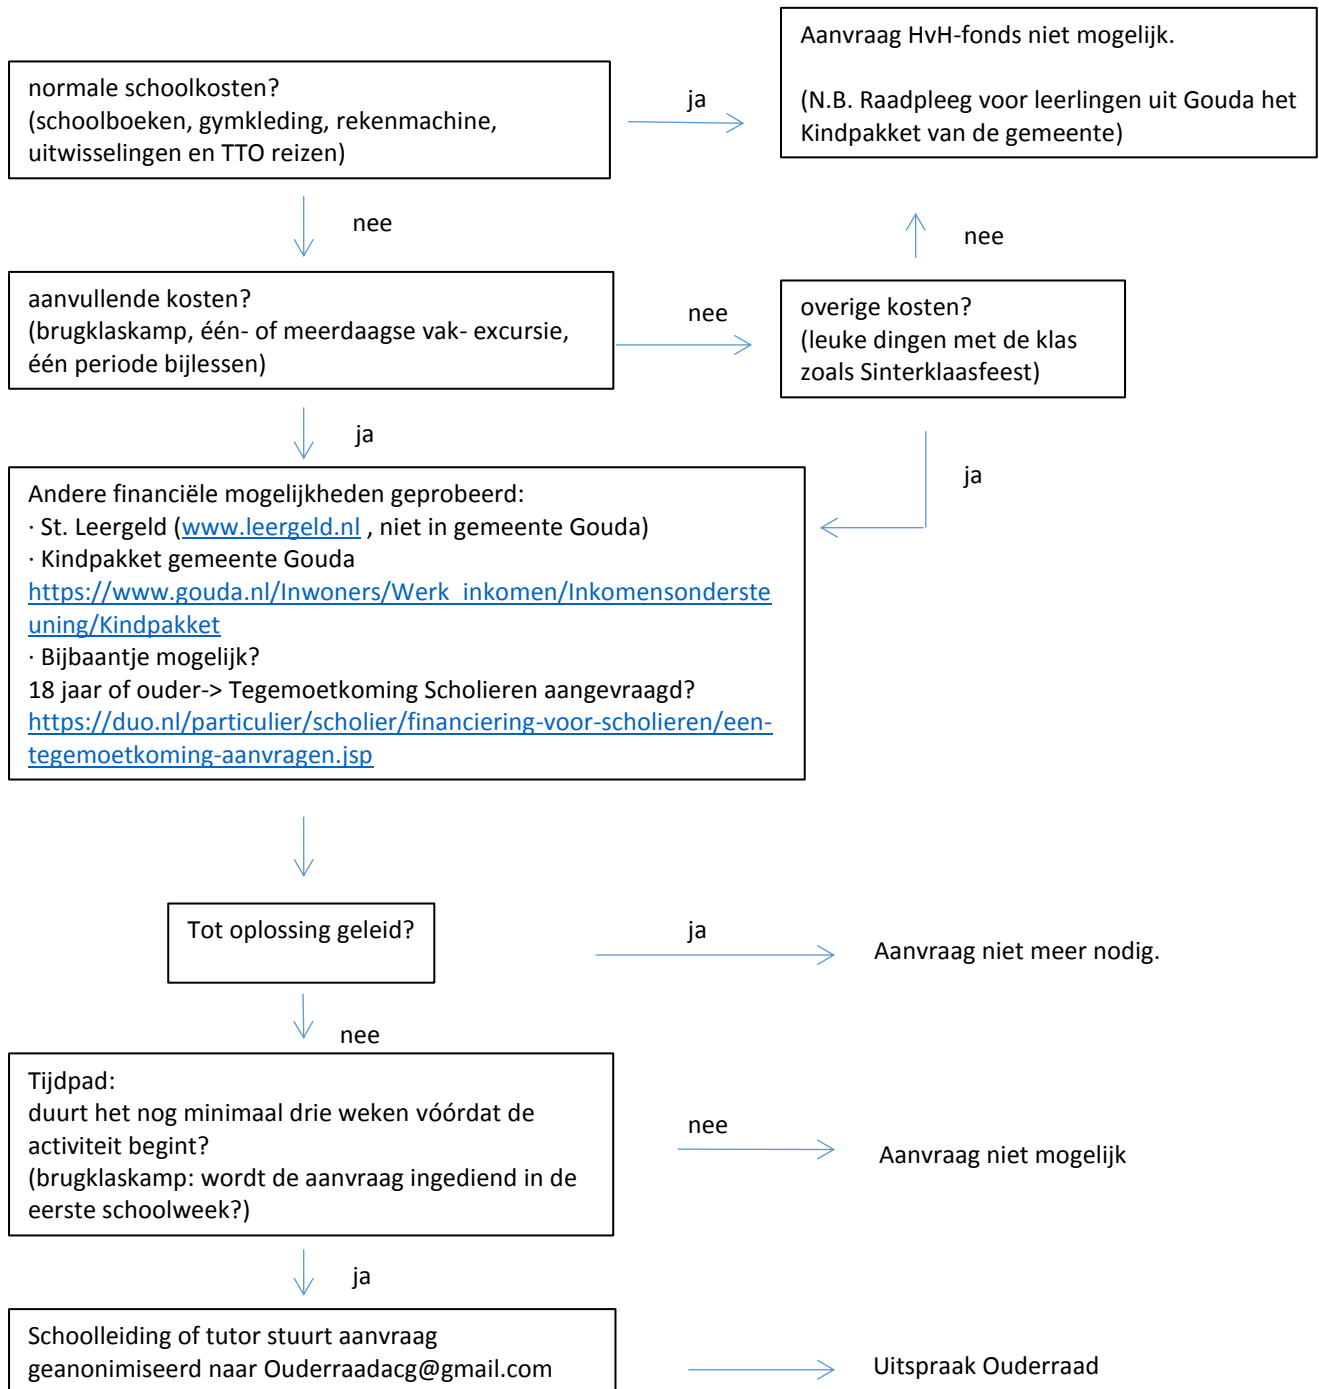 Aanvraag HvH-fonds niet mogelijk.
(N.B. Raadpleeg voor leerlingen uit Gouda het
Kindpakket van de gemeente)
normale schoolkosten?
(schoolboeken, gymkleding, rekenmachine,
uitwisselingen en TTO reizen)
ja
nee
nee
aanvullende kosten?
(brugklaskamp, één- of meerdaagse vak- excursie,
één periode bijlessen)
nee
overige kosten?
(leuke dingen met de klas
zoals Sinterklaasfeest)
ja
ja
Andere financiële mogelijkheden geprobeerd:
· St. Leergeld (www.leergeld.nl , niet in gemeente Gouda)
· Kindpakket gemeente Gouda
https://www.gouda.nl/Inwoners/Werk_inkomen/Inkomensonderste
uning/Kindpakket
· Bijbaantje mogelijk?
18 jaar of ouder-> Tegemoetkoming Scholieren aangevraagd?
https://duo.nl/particulier/scholier/financiering-voor-scholieren/een-
tegemoetkoming-aanvragen.jsp
Tot oplossing geleid?
ja
Aanvraag niet meer nodig.
nee
Tijdpad:
duurt het nog minimaal drie weken vóórdat de
activiteit begint?
(brugklaskamp: wordt de aanvraag ingediend in de
eerste schoolweek?)
nee
Aanvraag niet mogelijk
ja
Schoolleiding of tutor stuurt aanvraag
geanonimiseerd naar Ouderraadacg@gmail.com
Uitspraak Ouderraad